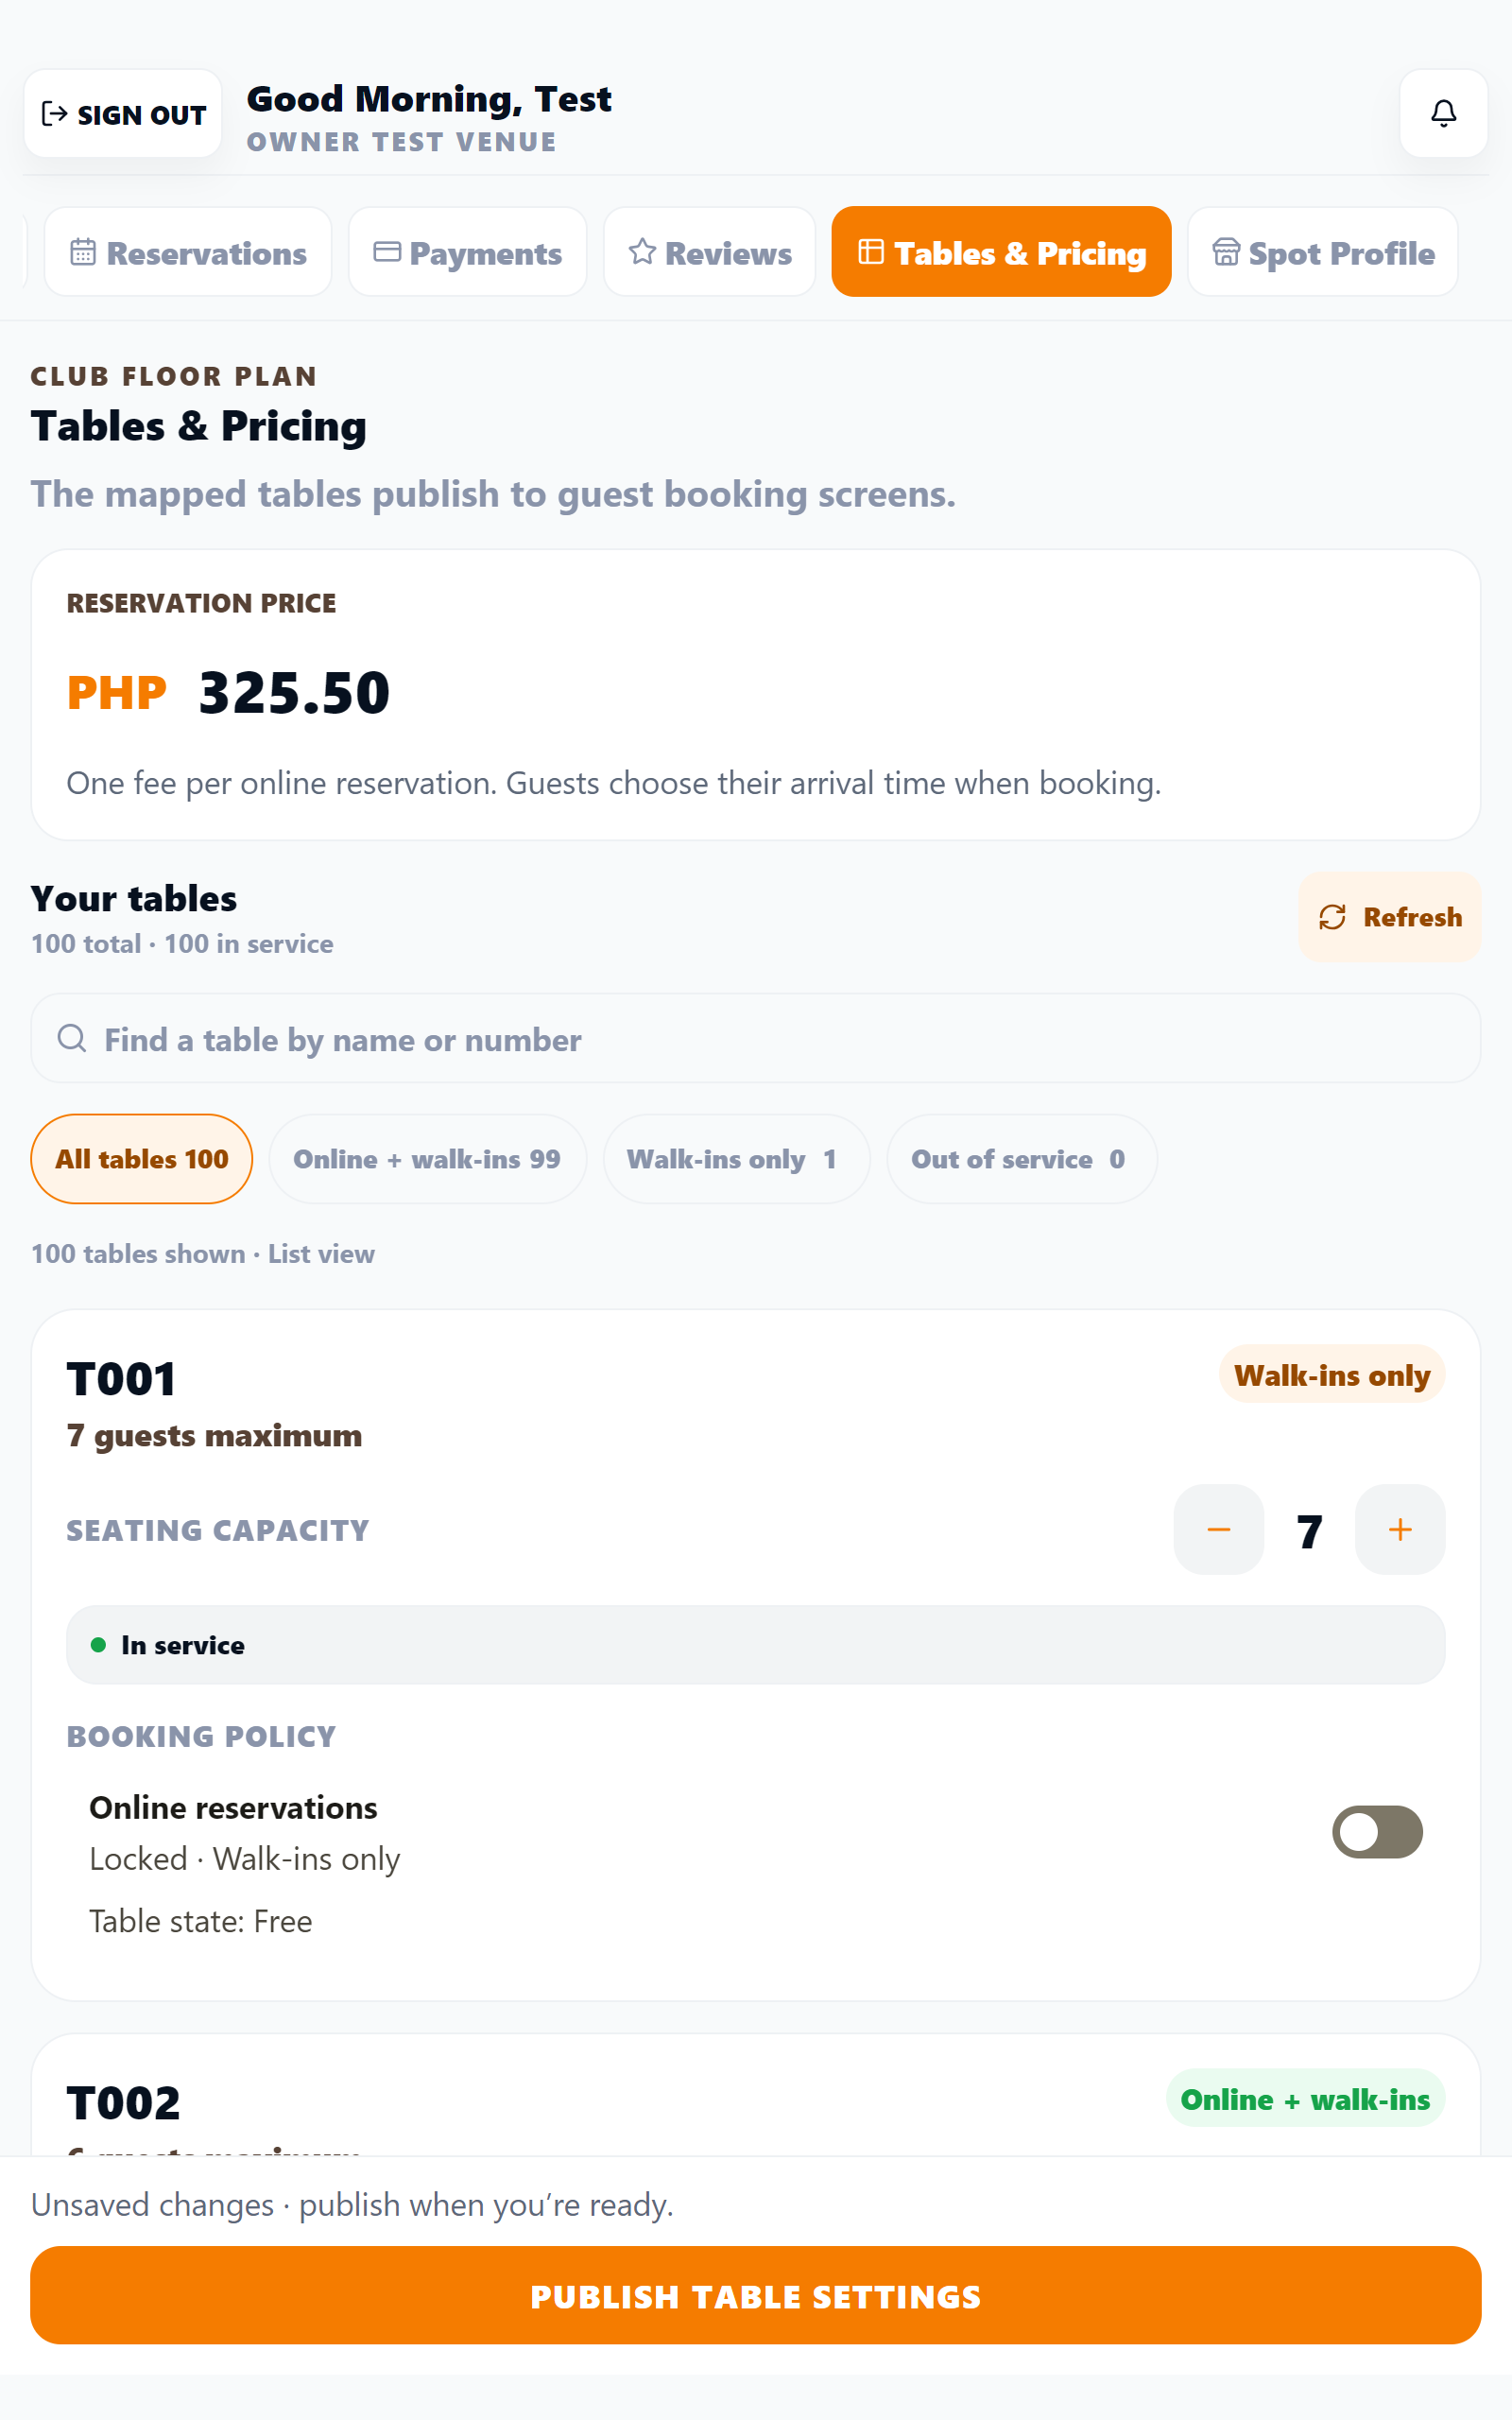 SIGN OUT
Good Morning, Test
OWNER TEST VENUE
Reservations
Payments
Reviews
Tables & Pricing
Spot Profile
CLUB FLOOR PLAN
Tables & Pricing
The mapped tables publish to guest booking screens.
RESERVATION PRICE
PHP 325.50
One fee per online reservation. Guests choose their arrival time when booking.
Your tables
100 total · 100 in service
Refresh
Find a table by name or number
All tables 100
Online + walk-ins 99
Walk-ins only 1
Out of service 0
100 tables shown · List view
T001
Walk-ins only
7 guests maximum
SEATING CAPACITY
7
In service
BOOKING POLICY
Online reservations
Locked · Walk-ins only
Table state: Free
T002
Online + walk-ins
Unsaved changes · publish when you’re ready.
PUBLISH TABLE SETTINGS